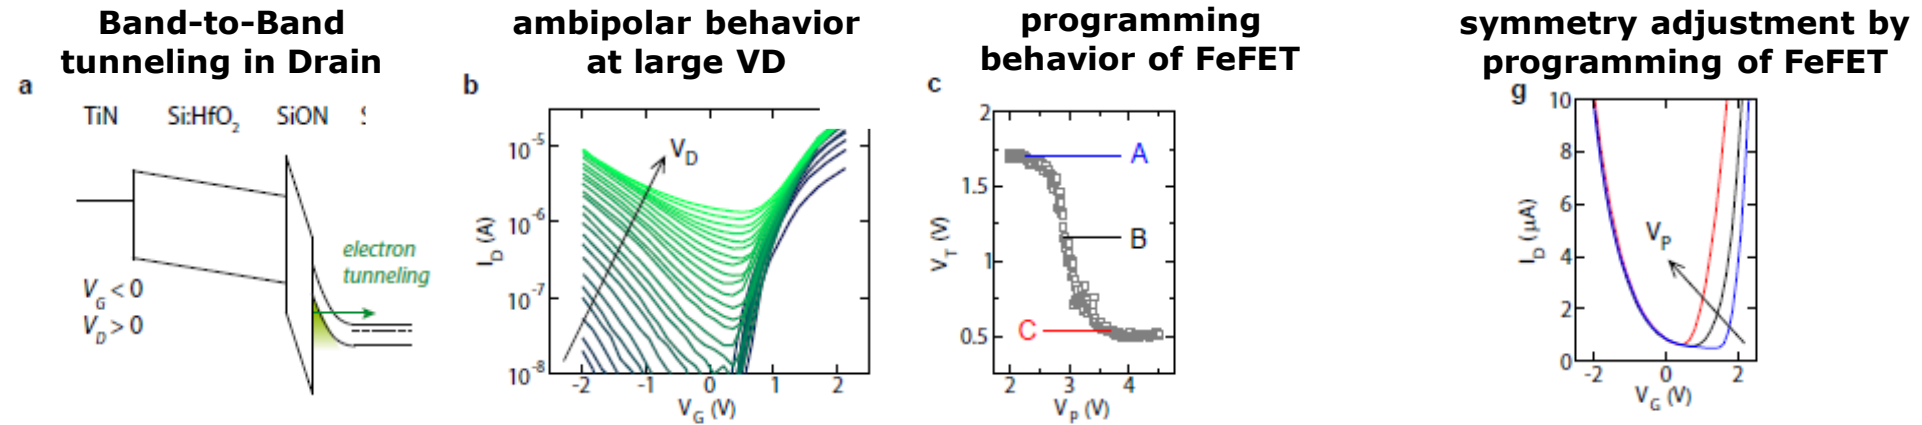 Band-to-Band
tunneling in Drain
a
TiN Si:HfO2 SiON
electron
tunneling
VG < 0
VD > 0
ambipolar behavior
at large VD
b
ID (A)
10-5
10-6
10-7
10-8
VD
-2 -1 0 1 2
VG (V)
programming
behavior of FeFET
c
VT (V)
2
1.5
1
0.5
A
B
C
2 3 4
VP (V)
symmetry adjustment by
programming of FeFET
g
ID (µA)
10
8
6
4
2
0
VP
-2 0 2
VG (V)